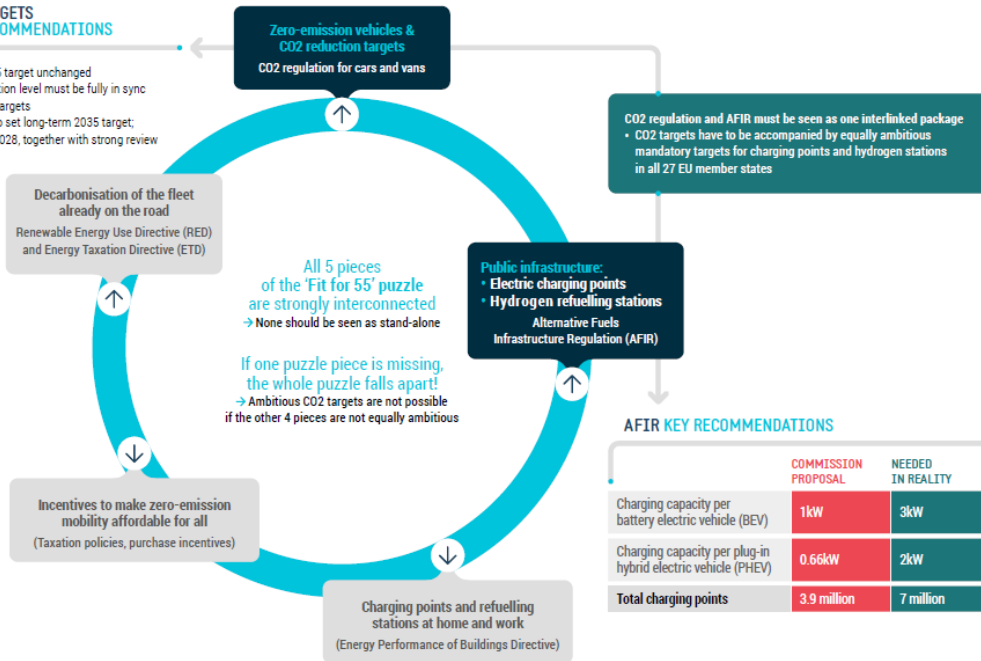 GETS
OMMENDATIONS
target unchanged
tion level must be fully in sync
argets
o set long-term 2035 target;
028, together with strong review
Zero-emission vehicles &
CO2 reduction targets
CO2 regulation for cars and vans
CO2 regulation and AFIR must be seen as one interlinked package
• CO2 targets have to be accompanied by equally ambitious
mandatory targets for charging points and hydrogen stations
in all 27 EU member states
Decarbonisation of the fleet
already on the road
Renewable Energy Use Directive (RED)
and Energy Taxation Directive (ETD)
All 5 pieces
of the ‘Fit for 55’ puzzle
are strongly interconnected
→ None should be seen as stand-alone
If one puzzle piece is missing,
the whole puzzle falls apart!
→ Ambitious CO2 targets are not possible
if the other 4 pieces are not equally ambitious
Public infrastructure:
• Electric charging points
• Hydrogen refuelling stations
Alternative Fuels
Infrastructure Regulation (AFIR)
Incentives to make zero-emission
mobility affordable for all
(Taxation policies, purchase incentives)
Charging points and refuelling
stations at home and work
(Energy Performance of Buildings Directive)
AFIR KEY RECOMMENDATIONS
COMMISSION PROPOSAL
NEEDED IN REALITY
Charging capacity per
battery electric vehicle (BEV)
1kW
3kW
Charging capacity per plug-in
hybrid electric vehicle (PHEV)
0.66kW
2kW
Total charging points
3.9 million
7 million